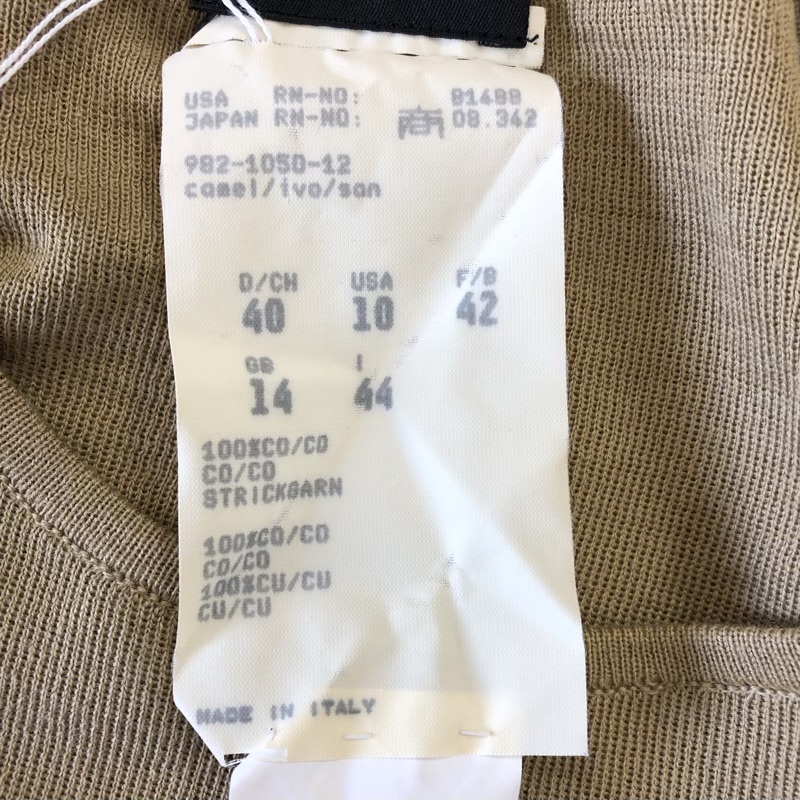 USA RN-NO: 81488
JAPAN RN-NO: 商 08.342
982-1050-12
camel/ivo/san
D/CH USA F/B
40 10 42
GB I
14 44
100%CO/CO
CO/CO
STRICKGARN
100%CO/CO
CO/CO
100%CU/CU
CU/CU
MADE IN ITALY